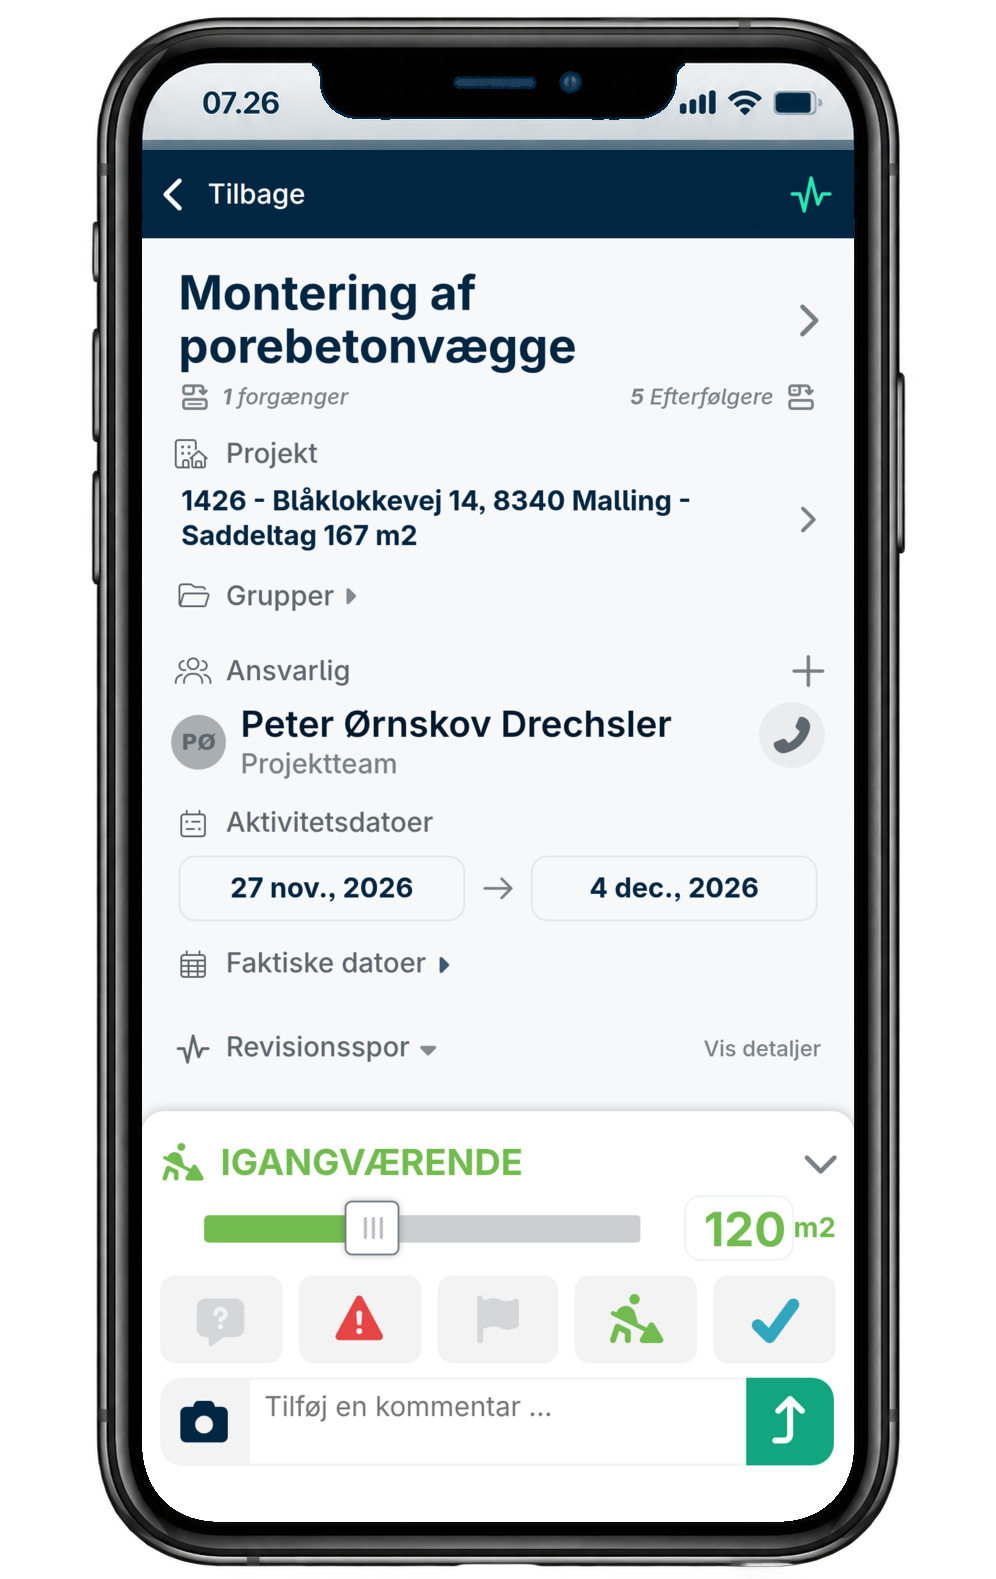 07.26
Tilbage
Montering af
porebetonvægge
1 forgænger
5 Efterfølgere
Projekt
1426 - Blåklokkevej 14, 8340 Malling -
Saddeltag 167 m2
Grupper
Ansvarlig
PØ Peter Ørnskov Drechsler
Projektteam
Aktivitetsdatoer
27 nov., 2026 → 4 dec., 2026
Faktiske datoer
Revisionsspor
Vis detaljer
IGANGVÆRENDE
120 m2
Tilføj en kommentar ...